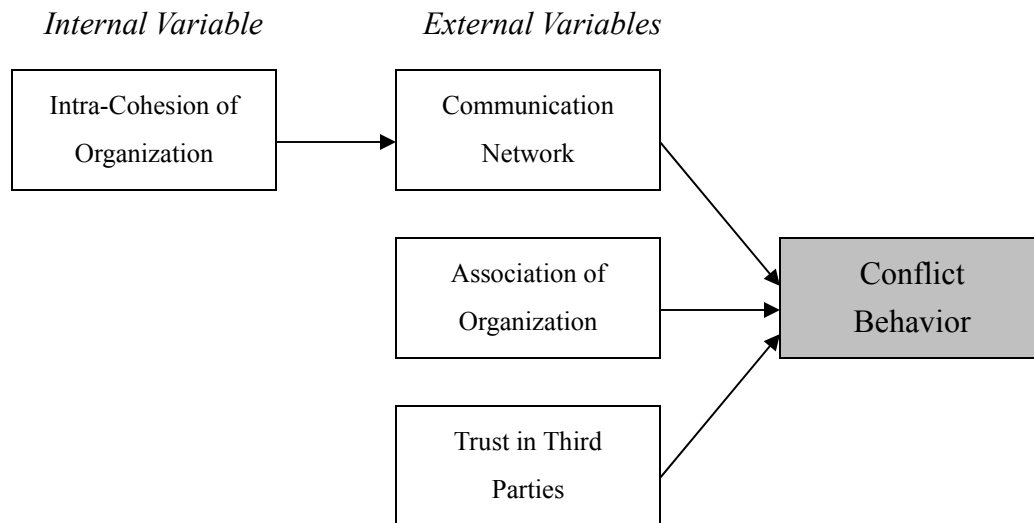 Internal Variable
External Variables
Intra-Cohesion of
Organization
Communication
Network
Association of
Organization
Conflict
Behavior
Trust in Third
Parties